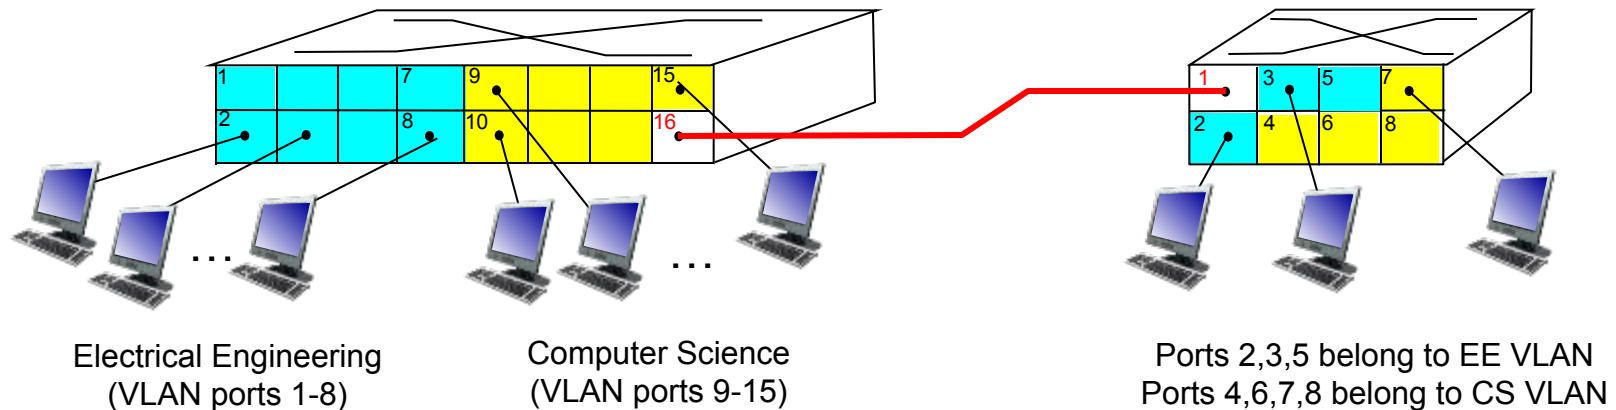 1 7 9 15
2 8 10 16
1 3 5 7
2 4 6 8
... ...
Electrical Engineering
(VLAN ports 1-8)
Computer Science
(VLAN ports 9-15)
Ports 2,3,5 belong to EE VLAN
Ports 4,6,7,8 belong to CS VLAN